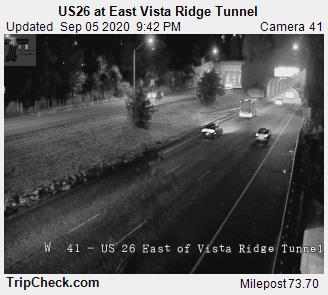 US26 at East Vista Ridge Tunnel
Updated Sep 05 2020 9:42 PM Camera 41
W 41 - US 26 East of Vista Ridge Tunnel
TripCheck.com Milepost 73.70